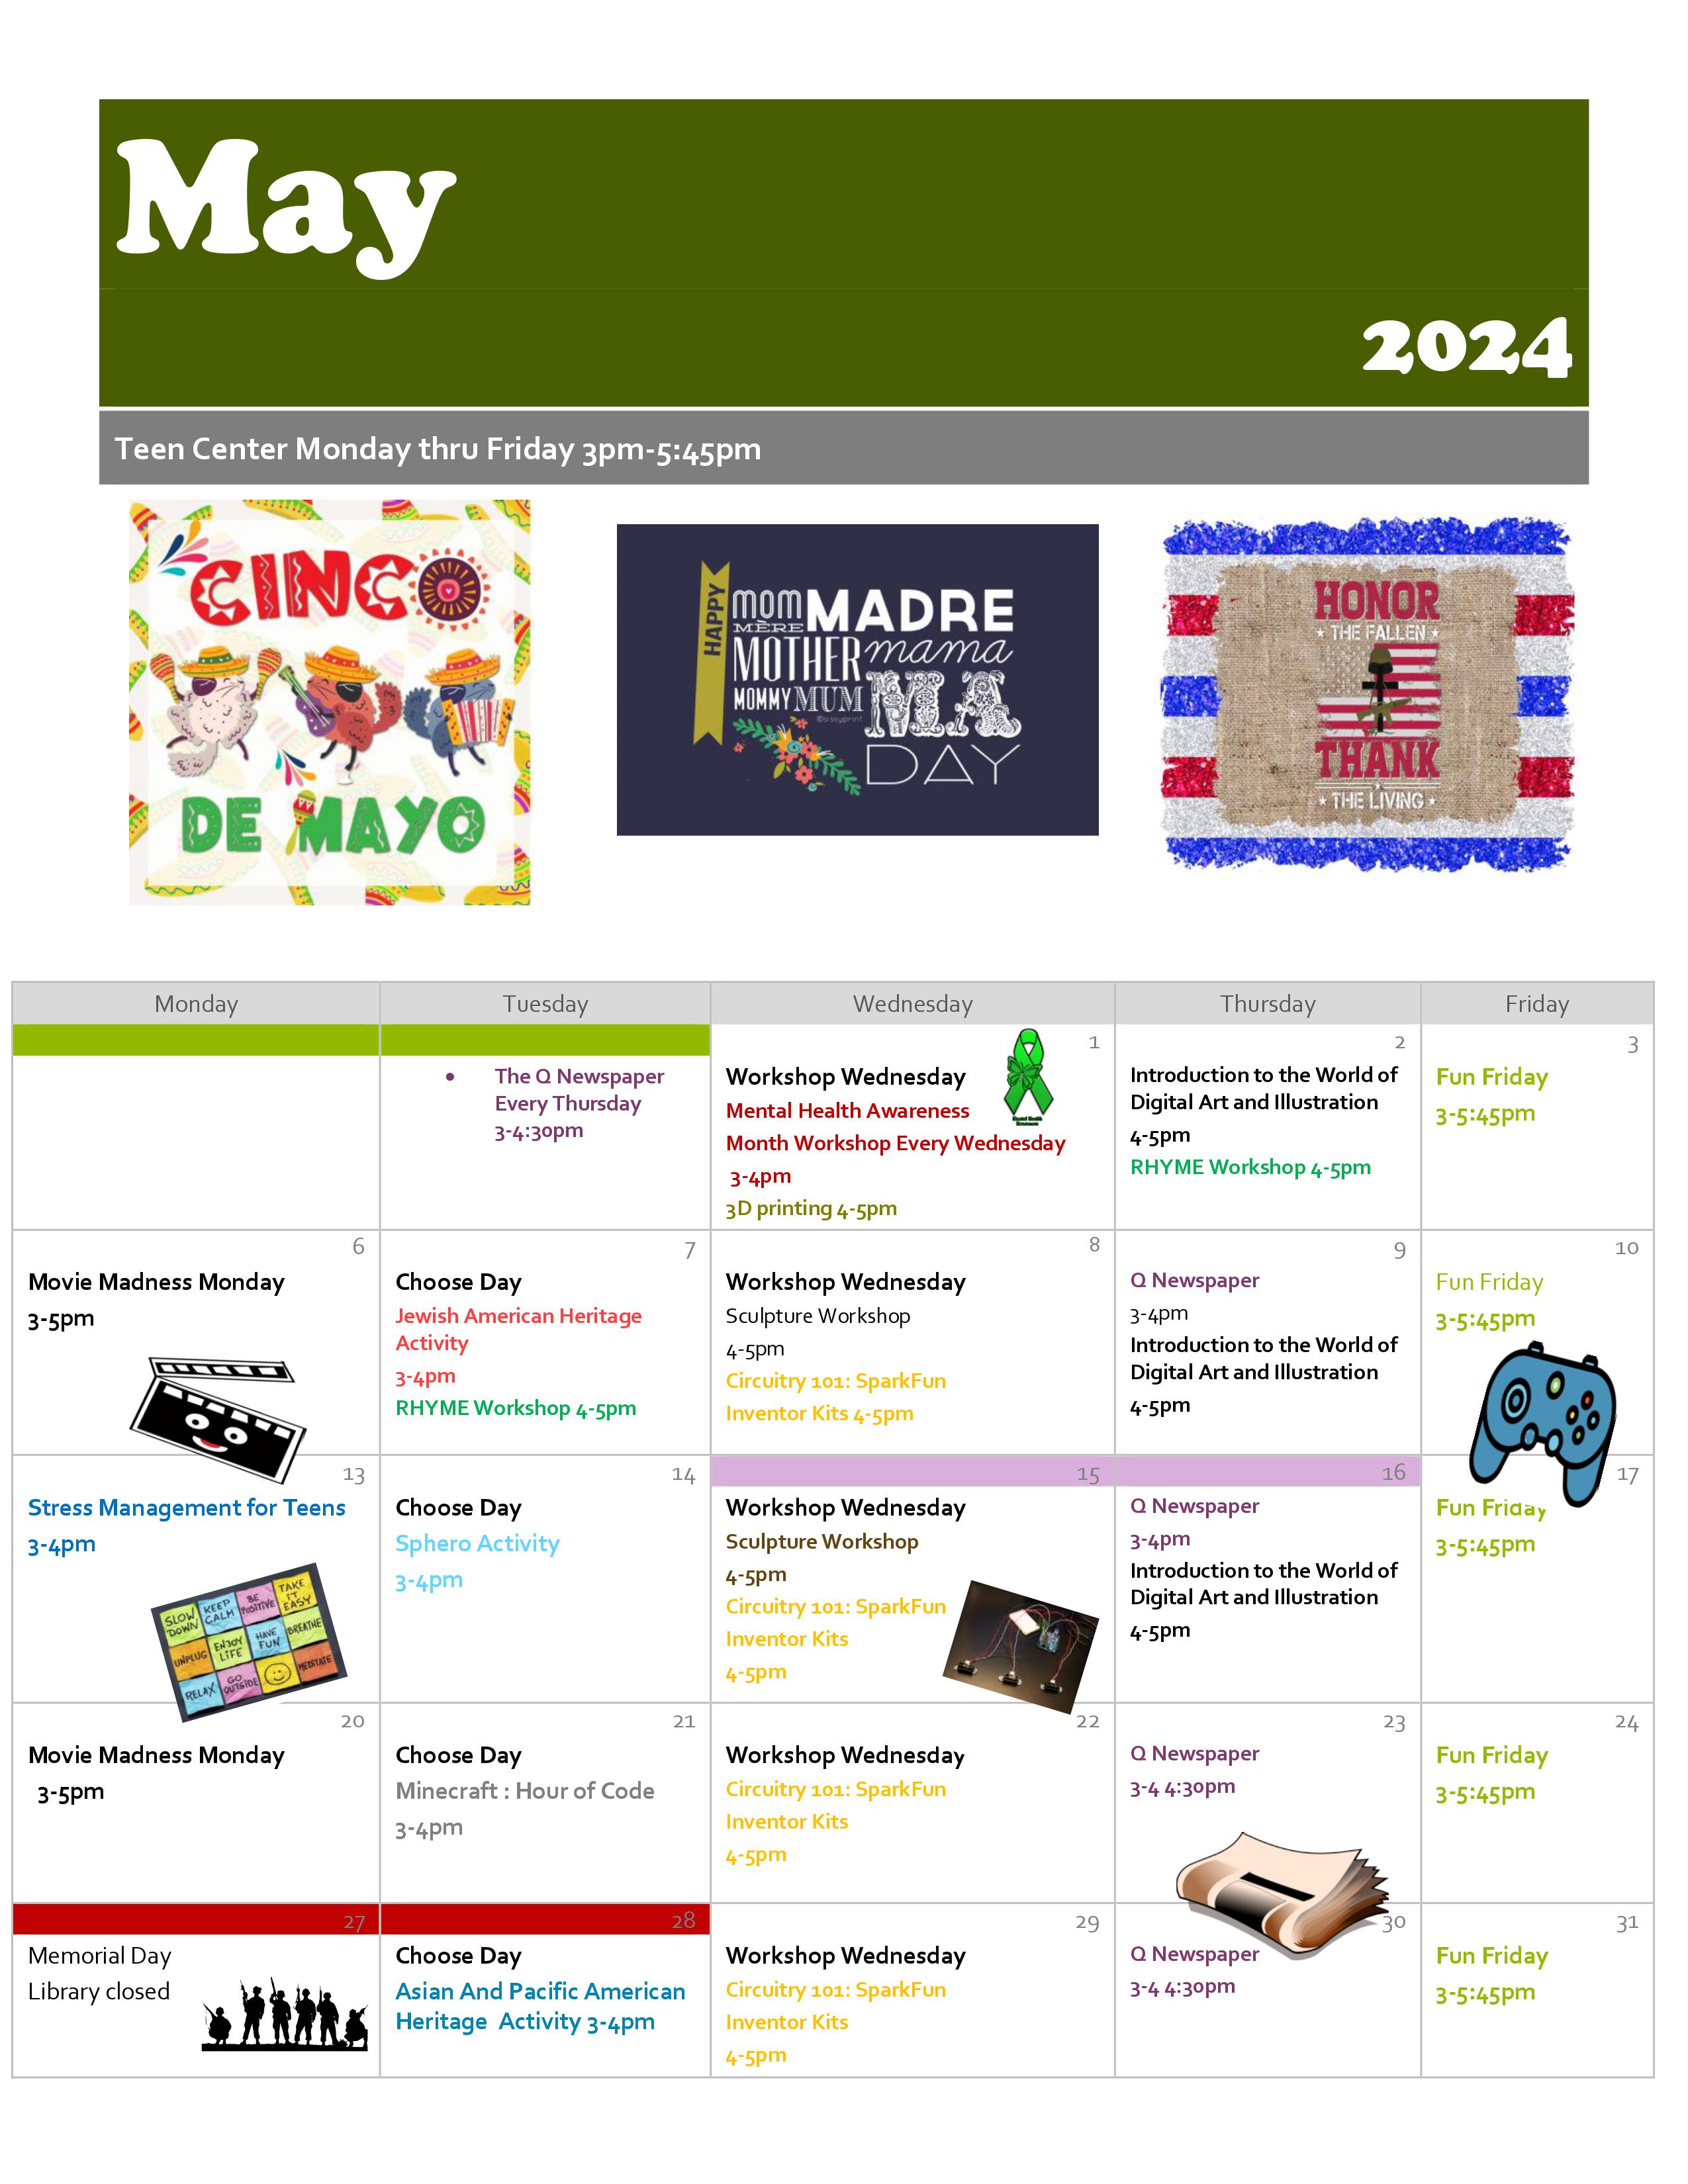 May
2024
Teen Center Monday thru Friday 3pm-5:45pm
CINCO
DE MAYO
HAPPY
mom
MÈRE
MADRE
MOTHER mama
MOMMY MUM MA
©sissyprint
DAY
HONOR
THE FALLEN
THANK
THE LIVING
Monday
Tuesday
Wednesday
Thursday
Friday
• The Q Newspaper
Every Thursday
3-4:30pm
1
Workshop Wednesday
Mental Health Awareness
Month Workshop Every Wednesday
3-4pm
3D printing 4-5pm
2
Introduction to the World of
Digital Art and Illustration
4-5pm
RHYME Workshop 4-5pm
3
Fun Friday
3-5:45pm
6
Movie Madness Monday
3-5pm
7
Choose Day
Jewish American Heritage
Activity
3-4pm
RHYME Workshop 4-5pm
8
Workshop Wednesday
Sculpture Workshop
4-5pm
Circuitry 101: SparkFun
Inventor Kits 4-5pm
9
Q Newspaper
3-4pm
Introduction to the World of
Digital Art and Illustration
4-5pm
10
Fun Friday
3-5:45pm
13
Stress Management for Teens
3-4pm
SLOW DOWN
KEEP CALM
BE POSITIVE
TAKE IT EASY
UNPLUG
ENJOY LIFE
HAVE FUN
BREATHE
RELAX
GO OUTSIDE
MEDITATE
14
Choose Day
Sphero Activity
3-4pm
15
Workshop Wednesday
Sculpture Workshop
4-5pm
Circuitry 101: SparkFun
Inventor Kits
4-5pm
16
Q Newspaper
3-4pm
Introduction to the World of
Digital Art and Illustration
4-5pm
17
Fun Friday
3-5:45pm
20
Movie Madness Monday
3-5pm
21
Choose Day
Minecraft : Hour of Code
3-4pm
22
Workshop Wednesday
Circuitry 101: SparkFun
Inventor Kits
4-5pm
23
Q Newspaper
3-4 4:30pm
24
Fun Friday
3-5:45pm
27
Memorial Day
Library closed
28
Choose Day
Asian And Pacific American
Heritage Activity 3-4pm
29
Workshop Wednesday
Circuitry 101: SparkFun
Inventor Kits
4-5pm
30
Q Newspaper
3-4 4:30pm
31
Fun Friday
3-5:45pm